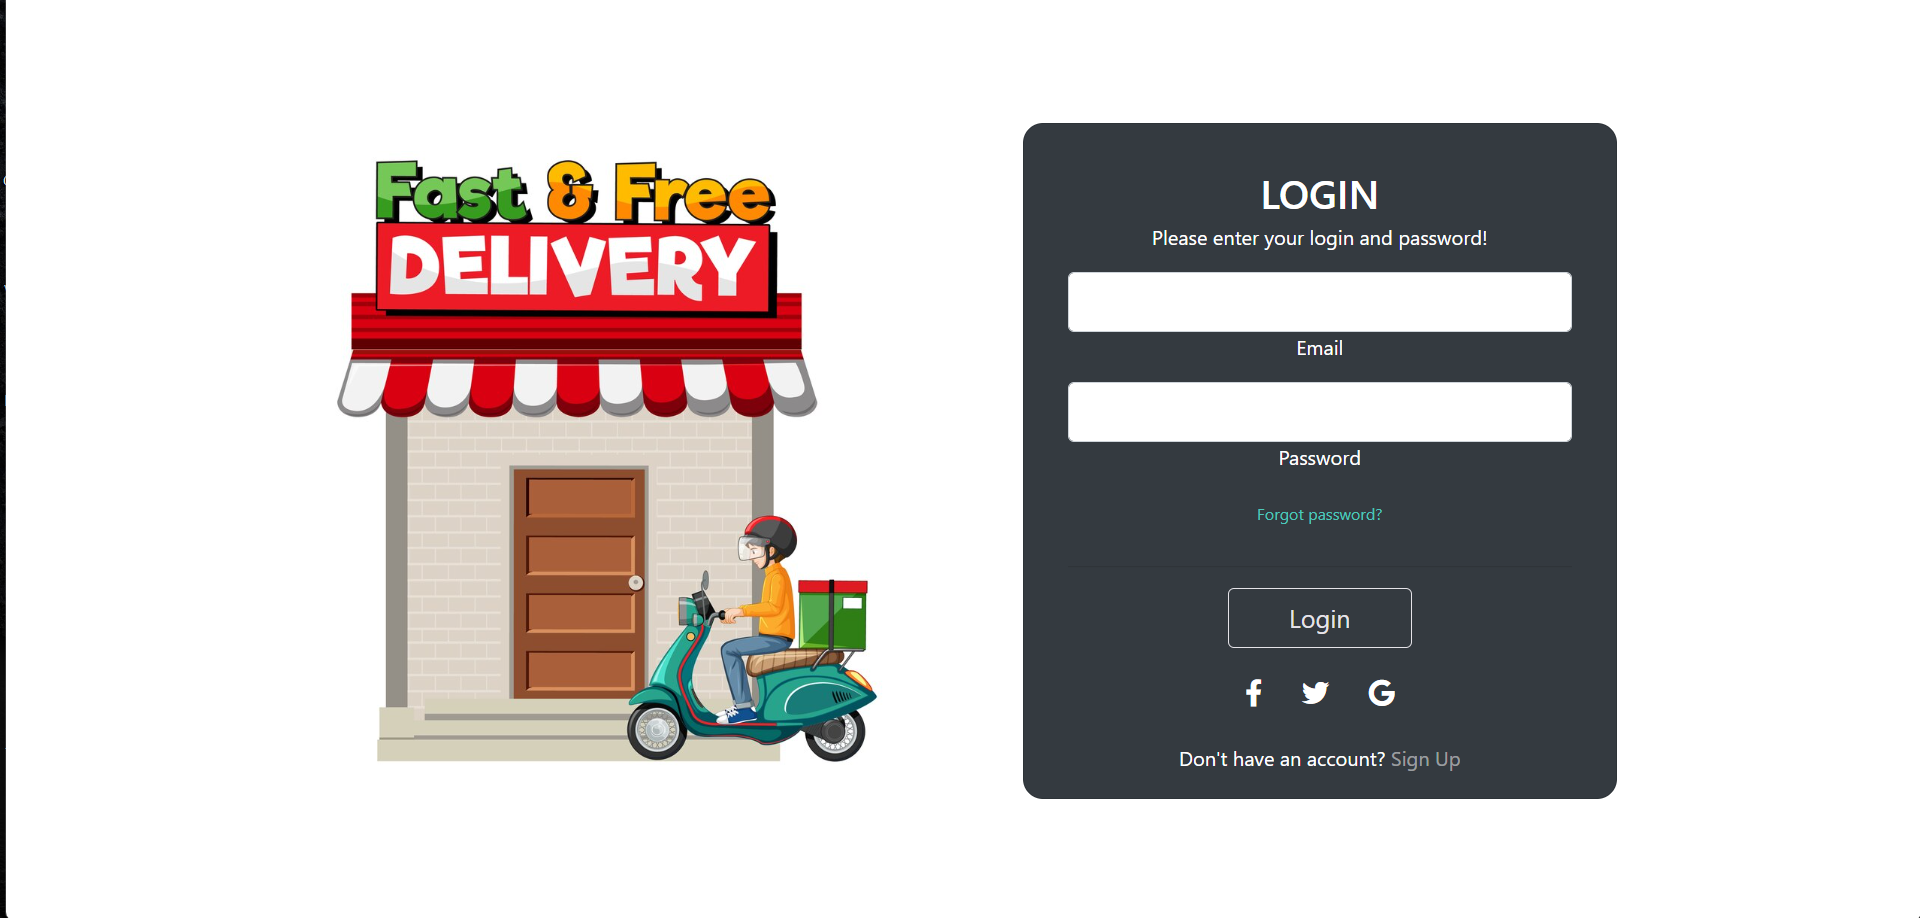 Fast & Free
DELIVERY
LOGIN
Please enter your login and password!
Email
Password
Forgot password?
Login
Don't have an account? Sign Up